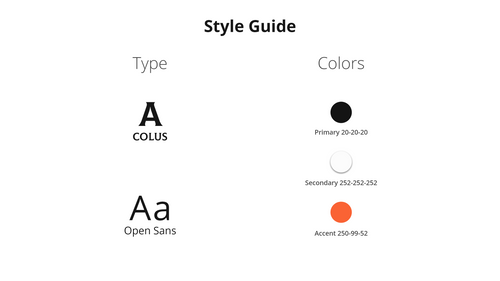 Style Guide
Type
Colors
A
COLUS
Primary 20-20-20
Secondary 252-252-252
Aa
Open Sans
Accent 250-99-52